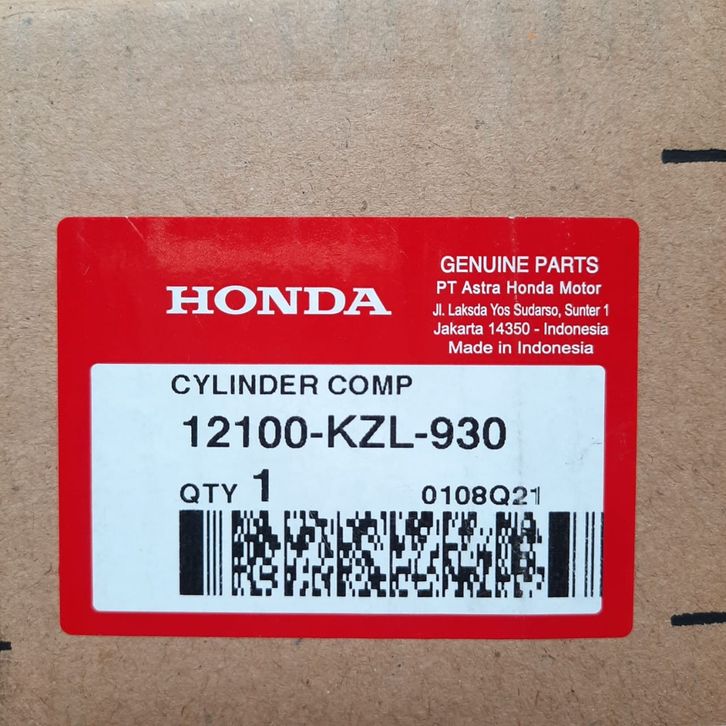 HONDA
GENUINE PARTS
PT Astra Honda Motor
Jl. Laksda Yos Sudarso, Sunter 1
Jakarta 14350 - Indonesia
Made in Indonesia
CYLINDER COMP
12100-KZL-930
QTY 1 0108Q21